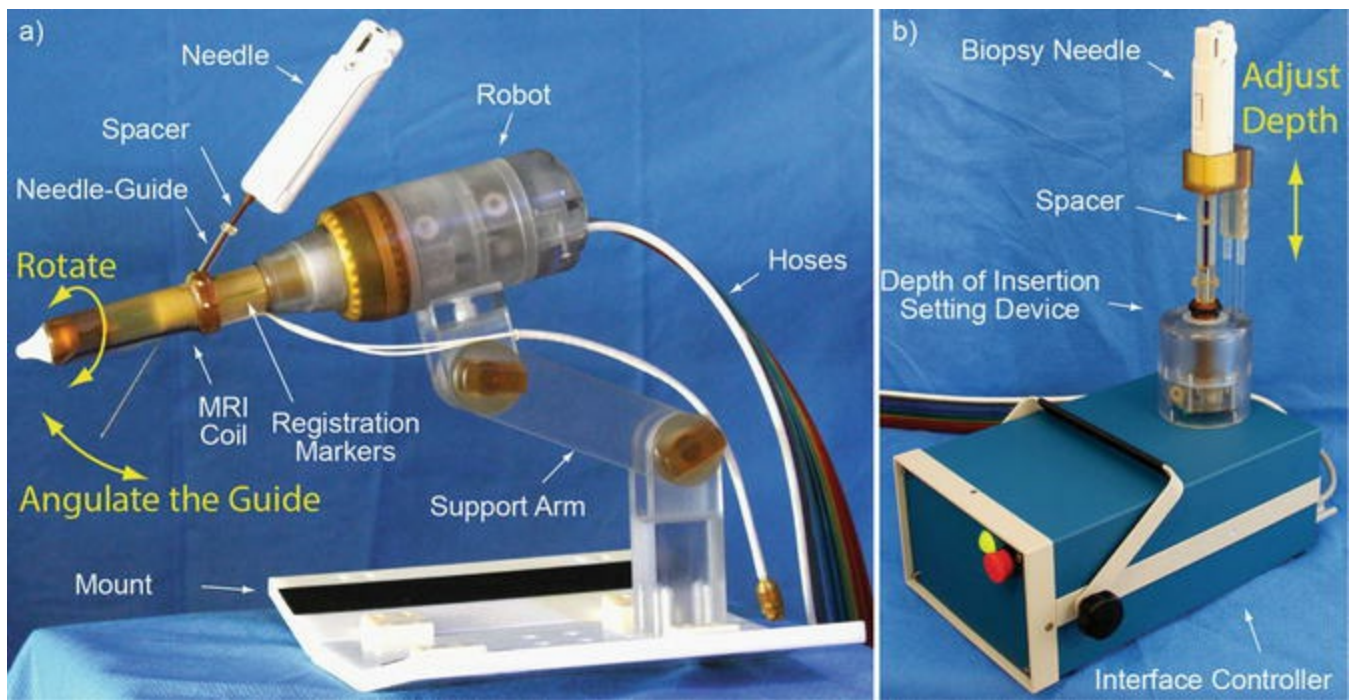 a)
Needle
Robot
Spacer
Needle-Guide
Rotate
Hoses
MRI
Coil
Registration
Markers
Angulate the Guide
Support Arm
Mount
b)
Biopsy Needle
Adjust
Depth
Spacer
Depth of Insertion
Setting Device
Interface Controller